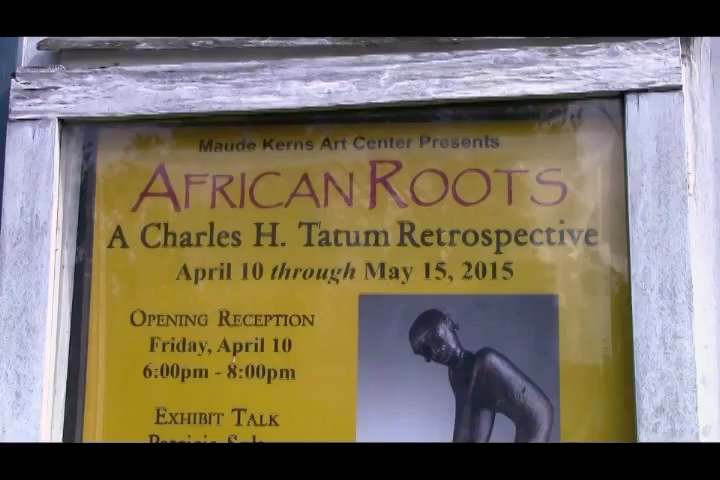 Maude Kerns Art Center Presents
AFRICAN ROOTS
A Charles H. Tatum Retrospective
April 10 through May 15, 2015
OPENING RECEPTION
Friday, April 10
6:00pm - 8:00pm
EXHIBIT TALK